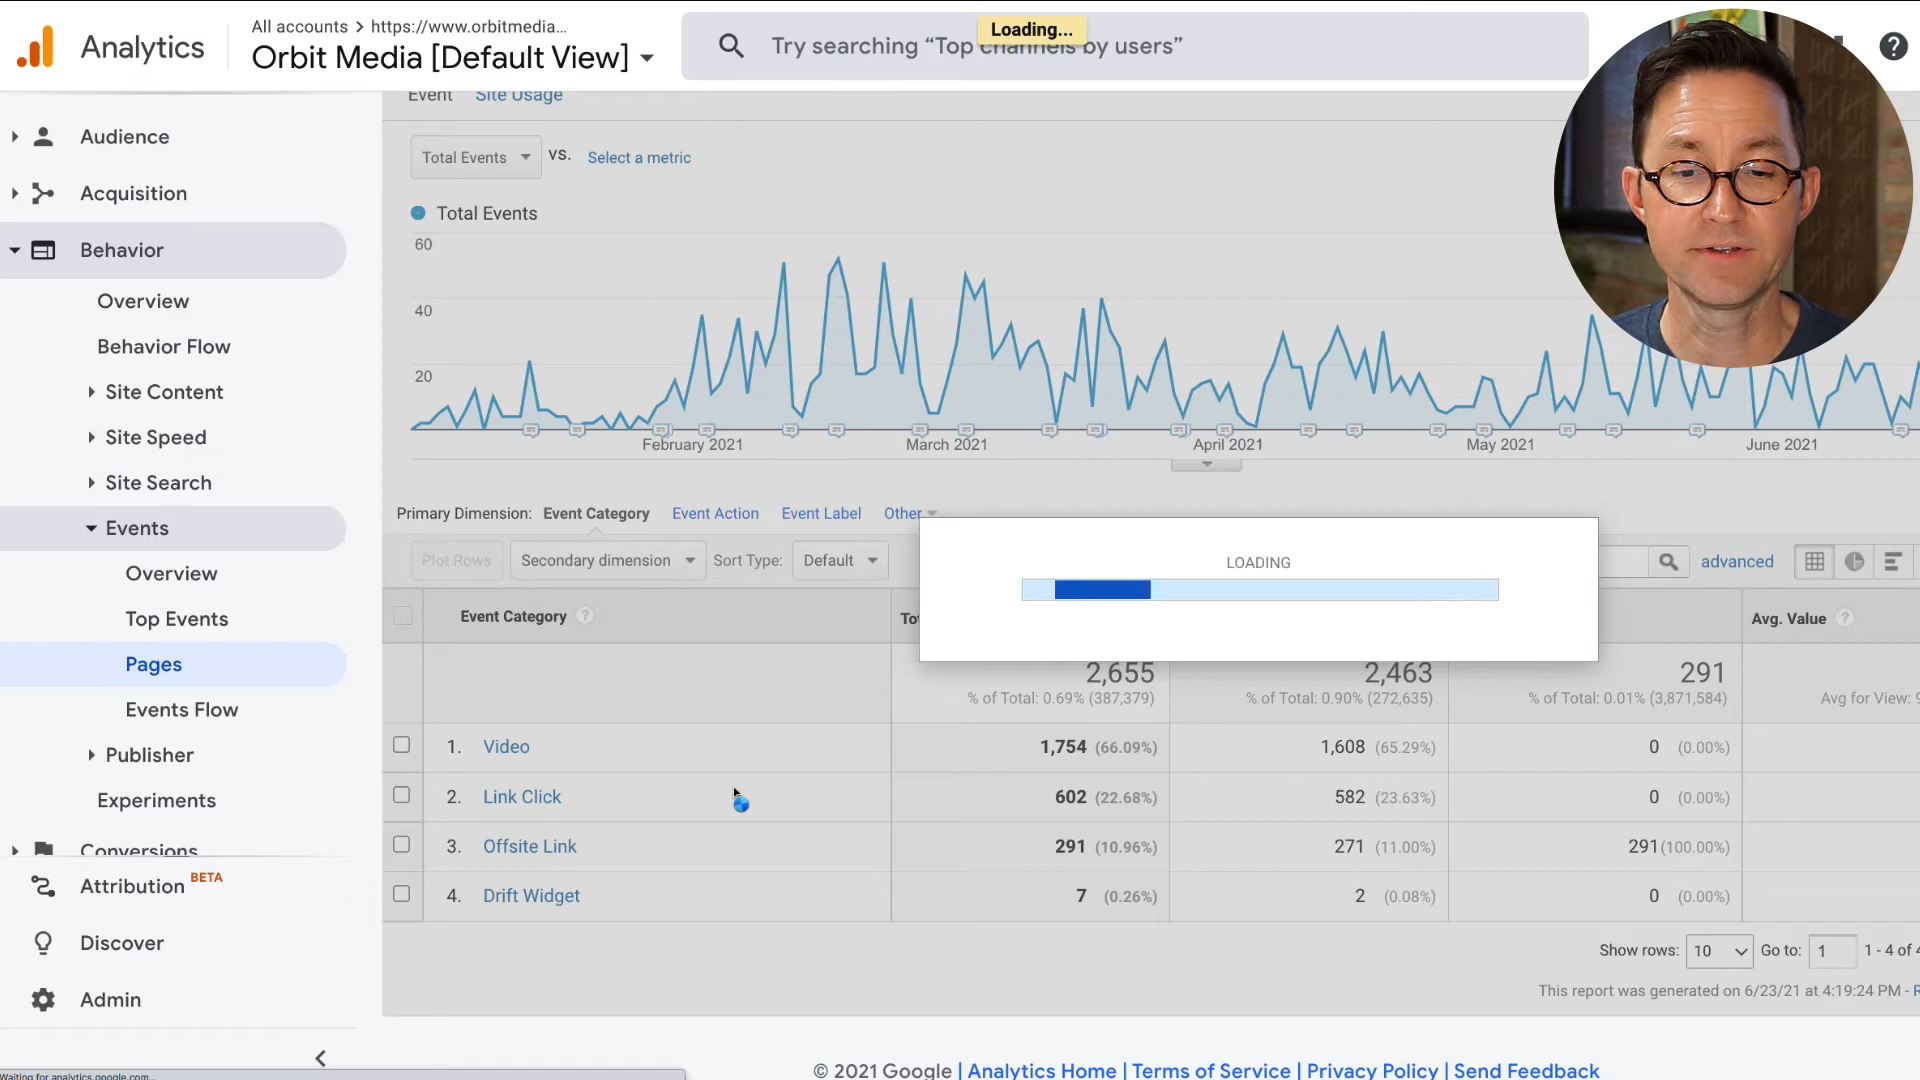 Analytics
All accounts > https://www.orbitmedia...
Orbit Media [Default View]
Try searching “Top channels by users”
Loading...
Audience
Acquisition
Behavior
Overview
Behavior Flow
Site Content
Site Speed
Site Search
Events
Overview
Top Events
Pages
Events Flow
Publisher
Experiments
Conversions
Attribution BETA
Discover
Admin
Waiting for analytics.google.com...
Event Site Usage
Total Events VS. Select a metric
Total Events
60
40
20
February 2021 March 2021 April 2021 May 2021 June 2021
Primary Dimension: Event Category Event Action Event Label Other
Plot Rows Secondary dimension Sort Type: Default advanced
LOADING
Event Category Avg. Value
2,655 2,463 291
% of Total: 0.69% (387,379) % of Total: 0.90% (272,635) % of Total: 0.01% (3,871,584) Avg for View:
1. Video 1,754 (66.09%) 1,608 (65.29%) 0 (0.00%)
2. Link Click 602 (22.68%) 582 (23.63%) 0 (0.00%)
3. Offsite Link 291 (10.96%) 271 (11.00%) 291 (100.00%)
4. Drift Widget 7 (0.26%) 2 (0.08%) 0 (0.00%)
Show rows: 10 Go to: 1 1 - 4 of
This report was generated on 6/23/21 at 4:19:24 PM -
© 2021 Google | Analytics Home | Terms of Service | Privacy Policy | Send Feedback